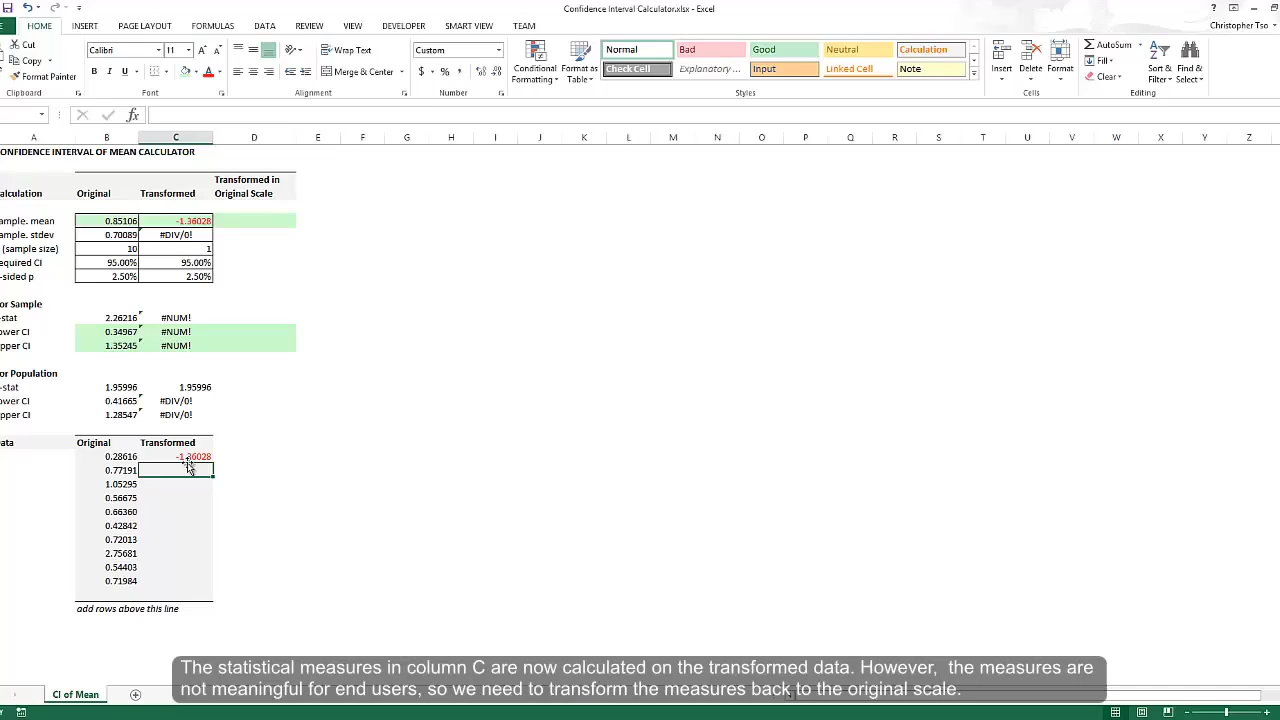 Confidence Interval Calculator.xlsx - Excel
?
HOME INSERT PAGE LAYOUT FORMULAS DATA REVIEW VIEW DEVELOPER SMART VIEW TEAM
Christopher Tso
Cut
Copy
Format Painter
Clipboard
Calibri 11
B I U
Font
Wrap Text
Merge & Center
Alignment
Custom
$ % ,
Number
Conditional Formatting
Format as Table
Normal Bad Good Neutral Calculation
Check Cell Explanatory ... Input Linked Cell Note
Styles
Insert Delete Format
Cells
AutoSum
Fill
Clear
Sort & Filter
Find & Select
Editing
fx
A B C D E F G H I J K L M N O P Q R S T U V W X Y Z
ONFIDENCE INTERVAL OF MEAN CALCULATOR
Transformed in
alculation Original Transformed Original Scale
ample. mean 0.85106 -1.36028
ample. stdev 0.70089 #DIV/0!
(sample size) 10 1
equired CI 95.00% 95.00%
-sided p 2.50% 2.50%
or Sample
-stat 2.26216 #NUM!
ower CI 0.34967 #NUM!
pper CI 1.35245 #NUM!
or Population
-stat 1.95996 1.95996
ower CI 0.41665 #DIV/0!
pper CI 1.28547 #DIV/0!
ata Original Transformed
0.28616 -1.36028
0.77191
1.05295
0.56675
0.66360
0.42842
0.72013
2.75681
0.54403
0.71984
add rows above this line
The statistical measures in column C are now calculated on the transformed data. However, the measures are
not meaningful for end users, so we need to transform the measures back to the original scale.
CI of Mean